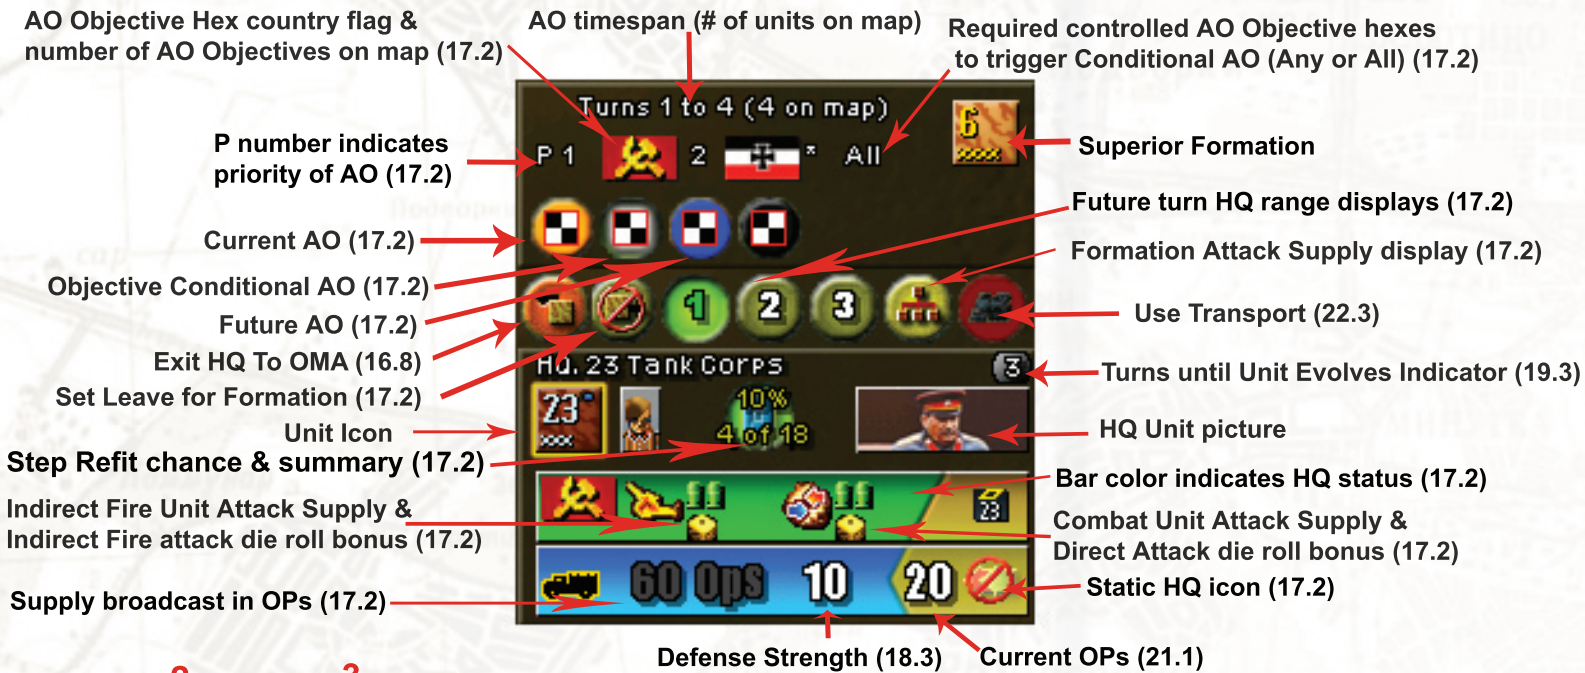 AO Objective Hex country flag &
number of AO Objectives on map (17.2)
AO timespan (# of units on map)
Required controlled AO Objective hexes
to trigger Conditional AO (Any or All) (17.2)
Turns 1 to 4 (4 on map)
P 1
2
*
All
6
xxxx
P number indicates
priority of AO (17.2)
Superior Formation
Current AO (17.2)
Future turn HQ range displays (17.2)
Formation Attack Supply display (17.2)
Objective Conditional AO (17.2)
Future AO (17.2)
1
2
3
Use Transport (22.3)
Exit HQ To OMA (16.8)
Set Leave for Formation (17.2)
HQ. 23 Tank Corps
3
Turns until Unit Evolves Indicator (19.3)
Unit Icon
23
xxxx
10%
4 of 18
HQ Unit picture
Step Refit chance & summary (17.2)
Bar color indicates HQ status (17.2)
Indirect Fire Unit Attack Supply &
Indirect Fire attack die roll bonus (17.2)
23
Combat Unit Attack Supply &
Direct Attack die roll bonus (17.2)
Supply broadcast in OPs (17.2)
60 Ops
10
20
Static HQ icon (17.2)
Defense Strength (18.3)
Current OPs (21.1)